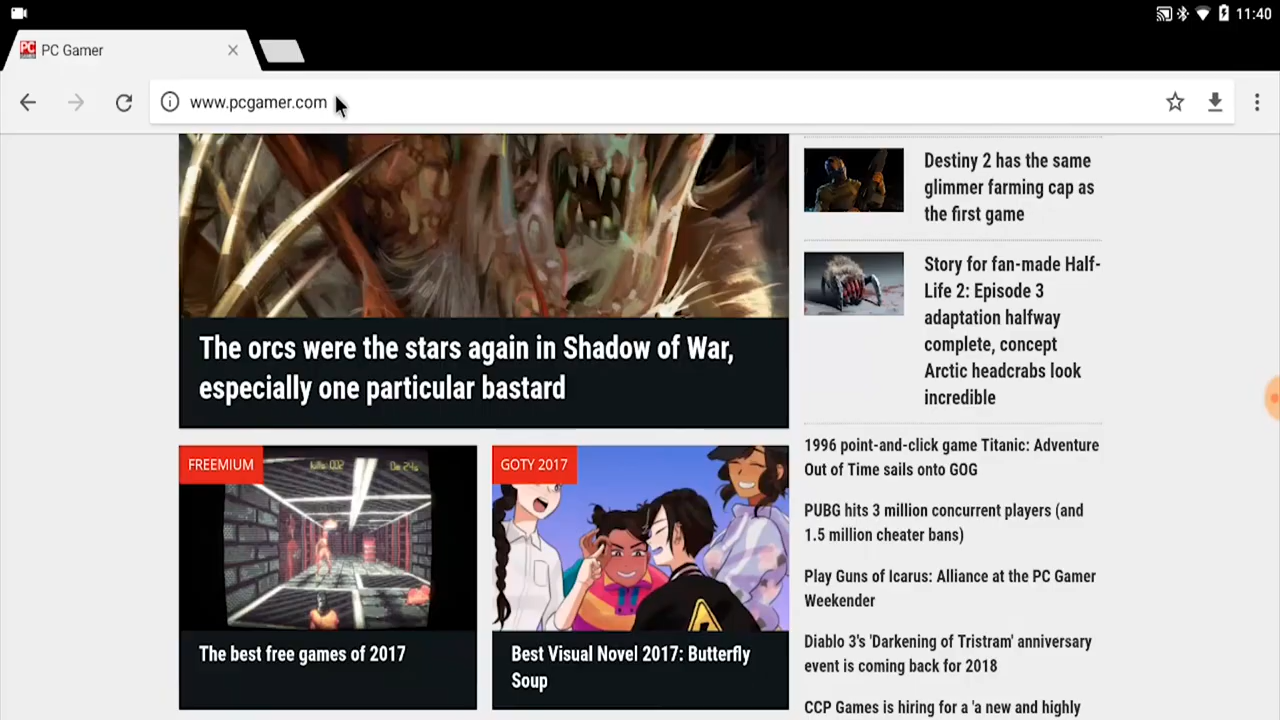 11:40
PC Gamer
www.pcgamer.com
The orcs were the stars again in Shadow of War,
especially one particular bastard
FREEMIUM
kills 002
0m 24s
The best free games of 2017
GOTY 2017
Best Visual Novel 2017: Butterfly
Soup
Destiny 2 has the same
glimmer farming cap as
the first game
Story for fan-made Half-
Life 2: Episode 3
adaptation halfway
complete, concept
Arctic headcrabs look
incredible
1996 point-and-click game Titanic: Adventure
Out of Time sails onto GOG
PUBG hits 3 million concurrent players (and
1.5 million cheater bans)
Play Guns of Icarus: Alliance at the PC Gamer
Weekender
Diablo 3's 'Darkening of Tristram' anniversary
event is coming back for 2018
CCP Games is hiring for a 'a new and highly